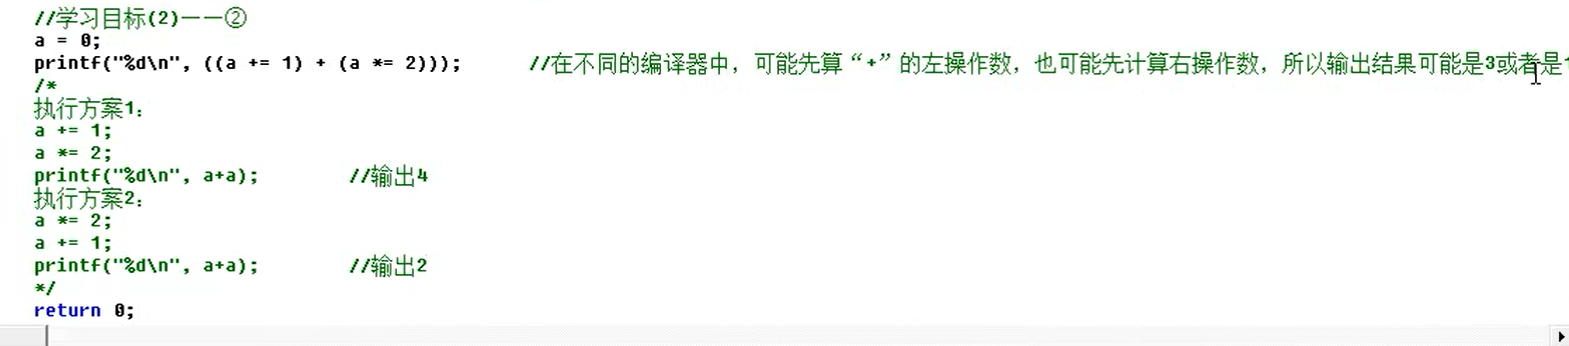 //学习目标(2)——②
a = 0;
printf("%d\n", ((a += 1) + (a *= 2))); //在不同的编译器中，可能先算“+”的左操作数，也可能先计算右操作数，所以输出结果可能是3或者是1
/*
执行方案1：
a += 1;
a *= 2;
printf("%d\n", a+a); //输出4
执行方案2：
a *= 2;
a += 1;
printf("%d\n", a+a); //输出2
*/
return 0;